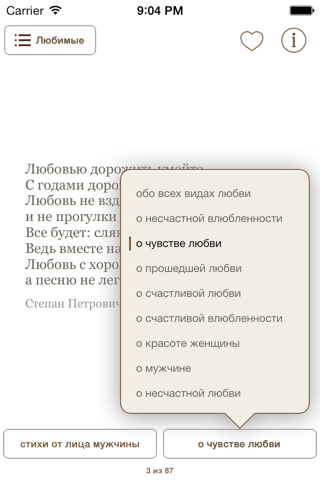 Carrier 9:04 PM
Любимые
Любовью дорожить умейте,
С годами дорож
Любовь не взд
и не прогулки
Все будет: сляк
Ведь вместе на
Любовь с хоро
а песню не лег
Степан Петрович
обо всех видах любви
о несчастной влюбленности
о чувстве любви
о прошедшей любви
о счастливой любви
о счастливой влюбленности
о красоте женщины
о мужчине
о несчастной любви
стихи от лица мужчины
о чувстве любви
3 из 87